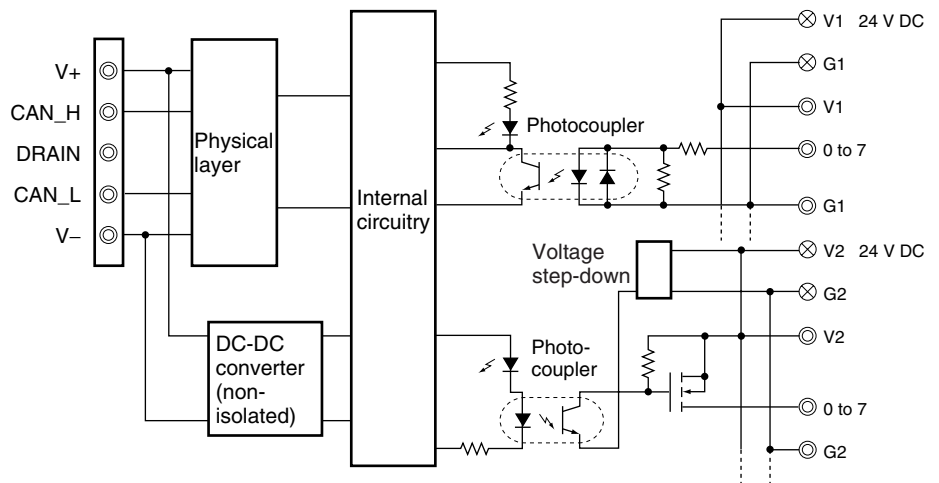 V+
CAN_H
DRAIN
CAN_L
V–
Physical
layer
DC-DC
converter
(non-
isolated)
Internal
circuitry
Photocoupler
V1 24 V DC
G1
V1
0 to 7
G1
Voltage
step-down
V2 24 V DC
G2
V2
Photo-
coupler
0 to 7
G2